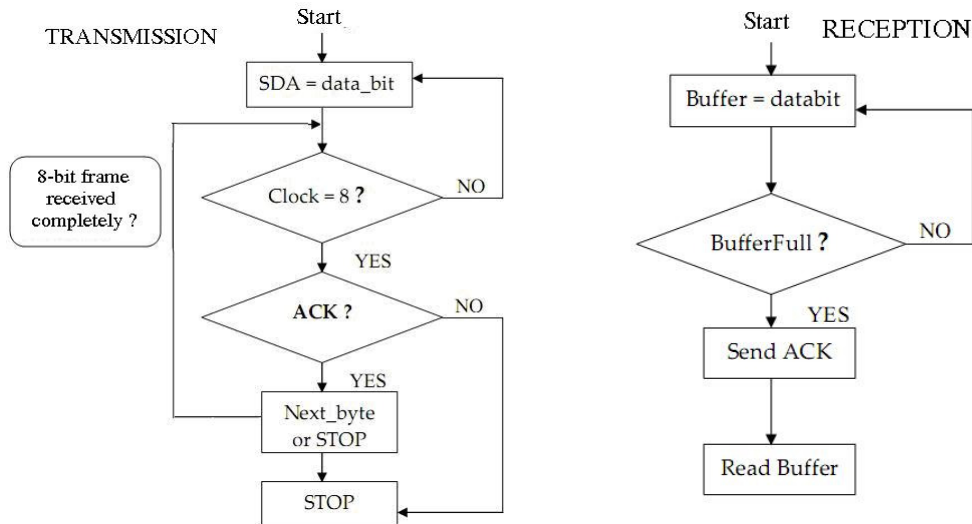 TRANSMISSION
Start
SDA = data_bit
8-bit frame
received
completely ?
Clock = 8 ?
NO
YES
ACK ?
NO
YES
Next_byte
or STOP
STOP
Start
RECEPTION
Buffer = databit
BufferFull ?
NO
YES
Send ACK
Read Buffer